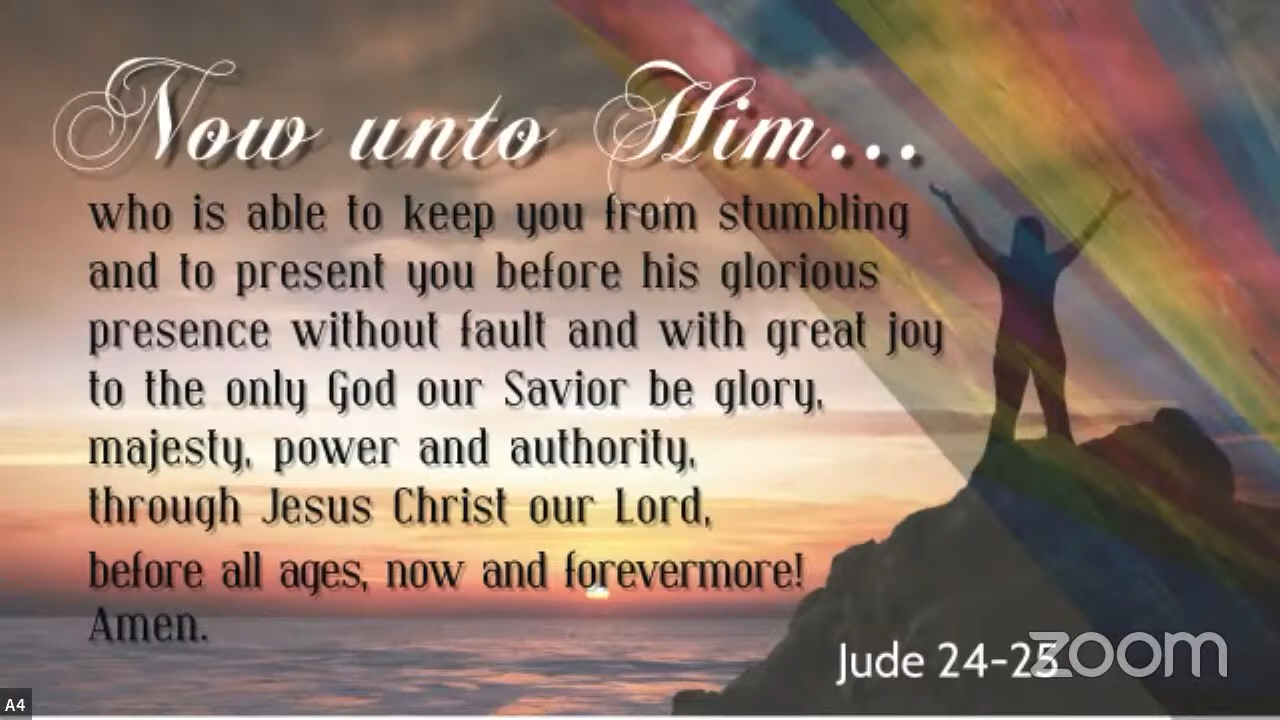 Now unto Him...
who is able to keep you from stumbling
and to present you before his glorious
presence without fault and with great joy
to the only God our Savior be glory,
majesty, power and authority,
through Jesus Christ our Lord,
before all ages, now and forevermore!
Amen.
Jude 24-25
zoom
A4